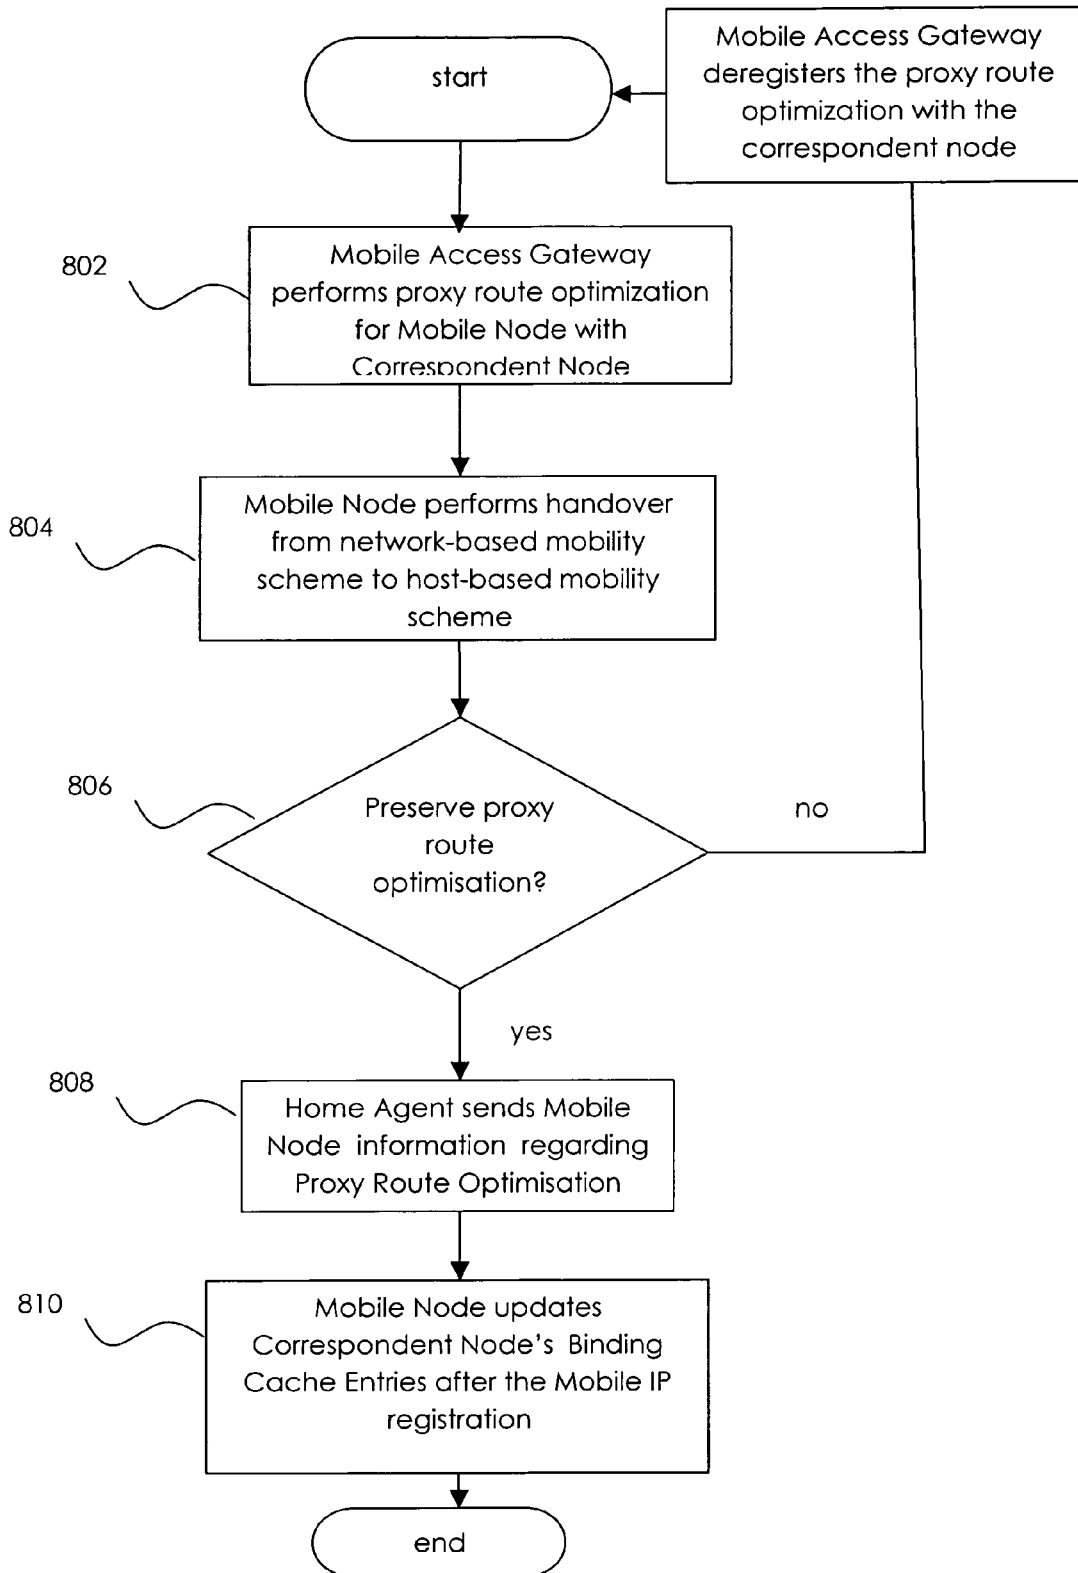 start
Mobile Access Gateway
deregisters the proxy route
optimization with the
correspondent node
802
Mobile Access Gateway
performs proxy route optimization
for Mobile Node with
Correspondent Node
804
Mobile Node performs handover
from network-based mobility
scheme to host-based mobility
scheme
806
Preserve proxy
route
optimisation?
no
yes
808
Home Agent sends Mobile
Node information regarding
Proxy Route Optimisation
810
Mobile Node updates
Correspondent Node's Binding
Cache Entries after the Mobile IP
registration
end